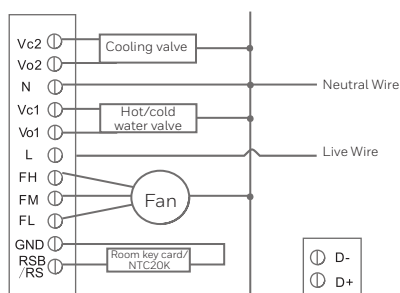 Vc2
Cooling valve
Vo2
N
Neutral Wire
Vc1
Hot/cold
water valve
Vo1
L
Live Wire
FH
FM
Fan
FL
GND
RSB
/RS
Room key card/
NTC20K
D-
D+